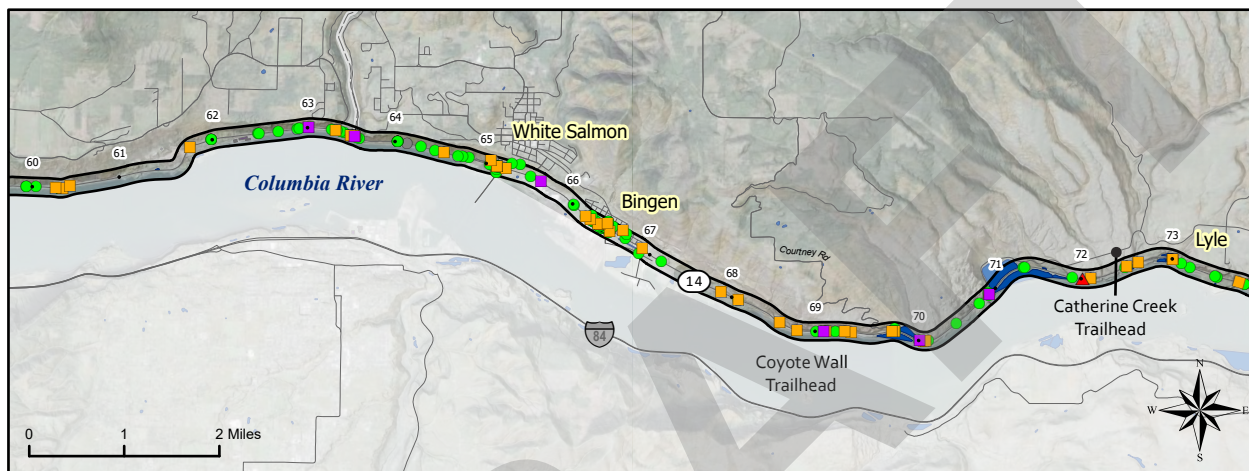 60
61
62
63
64
65
White Salmon
66
Columbia River
Bingen
67
14
68
Courtney Rd
69
70
71
72
73
Lyle
Catherine Creek
Trailhead
Coyote Wall
Trailhead
84
0 1 2 Miles
N
W E
S